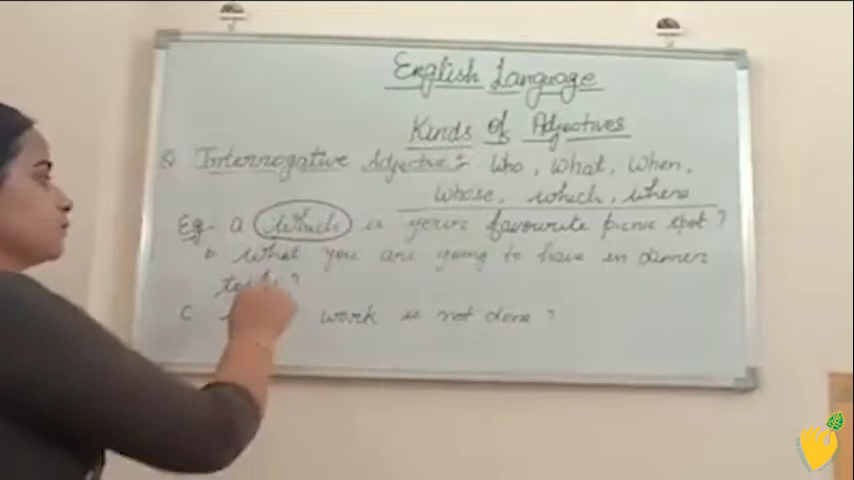 English Language
Kinds of Adjectives
Interrogative Adjective :- Who, What, When,
Whose, which, where
Eg- a Which is your favourite picnic spot?
b What you are going to have in dinner
?
C work is not done ?